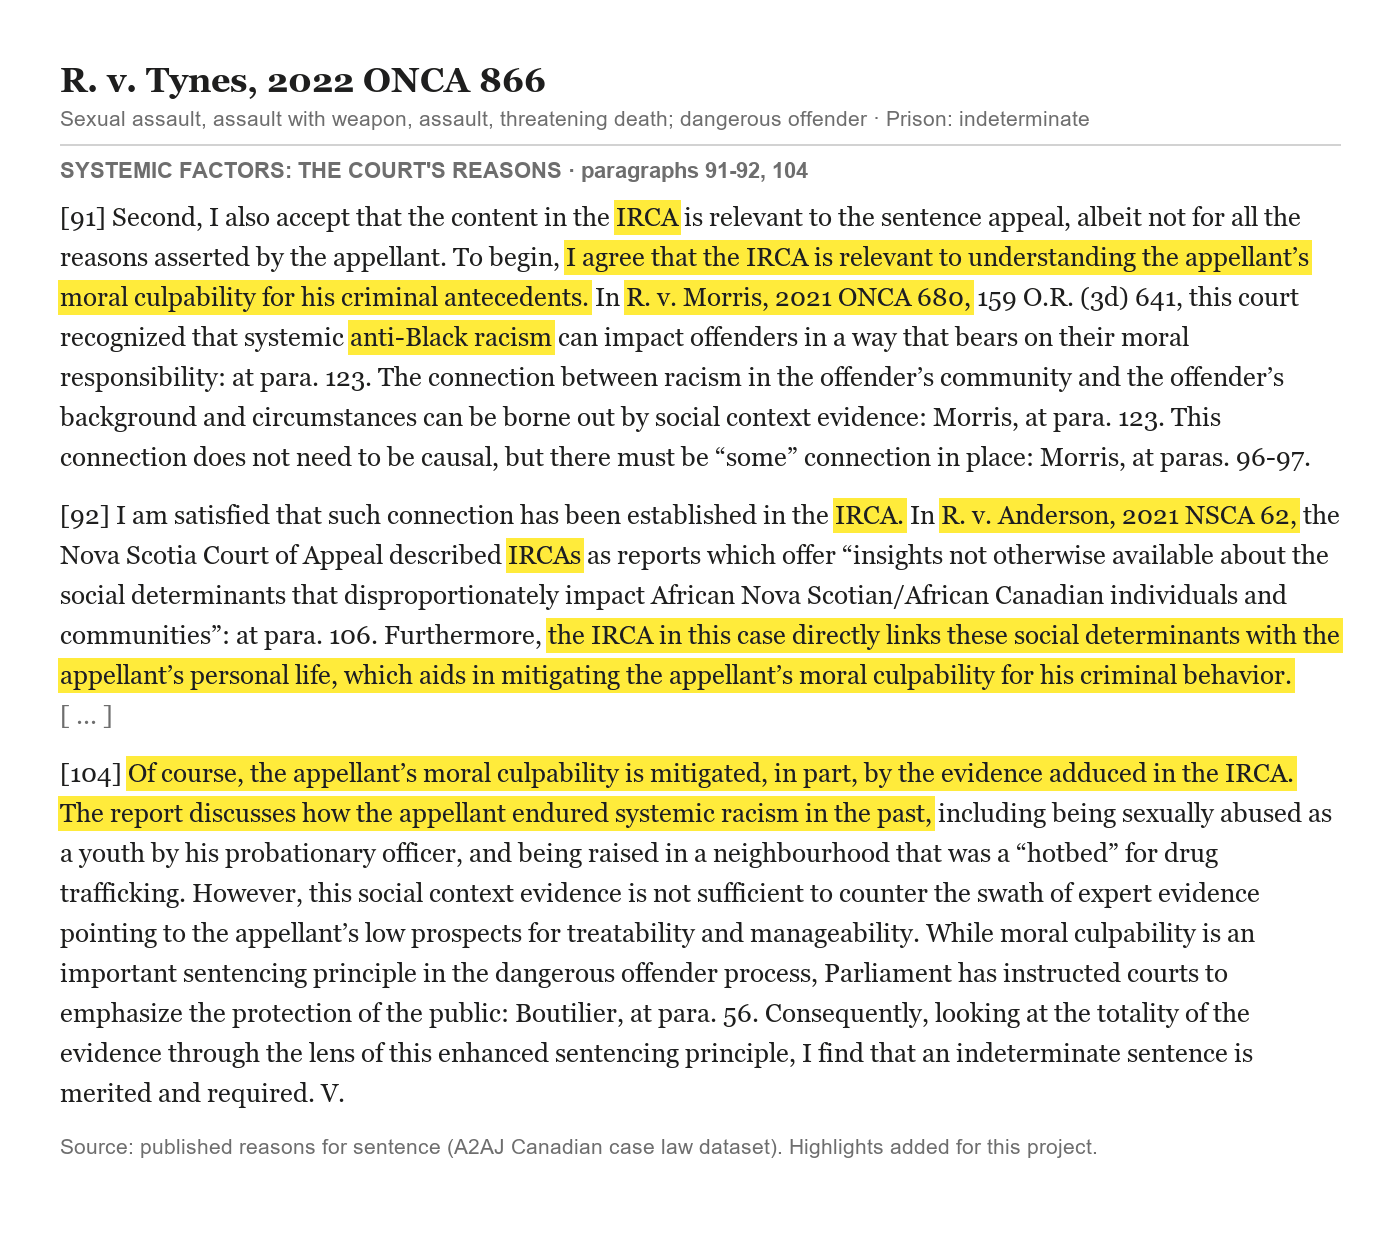 R. v. Tynes, 2022 ONCA 866
Sexual assault, assault with weapon, assault, threatening death; dangerous offender · Prison: indeterminate
SYSTEMIC FACTORS: THE COURT'S REASONS · paragraphs 91-92, 104
[91] Second, I also accept that the content in the IRCA is relevant to the sentence appeal, albeit not for all the
reasons asserted by the appellant. To begin, I agree that the IRCA is relevant to understanding the appellant’s
moral culpability for his criminal antecedents. In R. v. Morris, 2021 ONCA 680, 159 O.R. (3d) 641, this court
recognized that systemic anti-Black racism can impact offenders in a way that bears on their moral
responsibility: at para. 123. The connection between racism in the offender’s community and the offender’s
background and circumstances can be borne out by social context evidence: Morris, at para. 123. This
connection does not need to be causal, but there must be “some” connection in place: Morris, at paras. 96-97.
[92] I am satisfied that such connection has been established in the IRCA. In R. v. Anderson, 2021 NSCA 62, the
Nova Scotia Court of Appeal described IRCAs as reports which offer “insights not otherwise available about the
social determinants that disproportionately impact African Nova Scotian/African Canadian individuals and
communities”: at para. 106. Furthermore, the IRCA in this case directly links these social determinants with the
appellant’s personal life, which aids in mitigating the appellant’s moral culpability for his criminal behavior.
[ ... ]
[104] Of course, the appellant’s moral culpability is mitigated, in part, by the evidence adduced in the IRCA.
The report discusses how the appellant endured systemic racism in the past, including being sexually abused as
a youth by his probationary officer, and being raised in a neighbourhood that was a “hotbed” for drug
trafficking. However, this social context evidence is not sufficient to counter the swath of expert evidence
pointing to the appellant’s low prospects for treatability and manageability. While moral culpability is an
important sentencing principle in the dangerous offender process, Parliament has instructed courts to
emphasize the protection of the public: Boutilier, at para. 56. Consequently, looking at the totality of the
evidence through the lens of this enhanced sentencing principle, I find that an indeterminate sentence is
merited and required. V.
Source: published reasons for sentence (A2AJ Canadian case law dataset). Highlights added for this project.